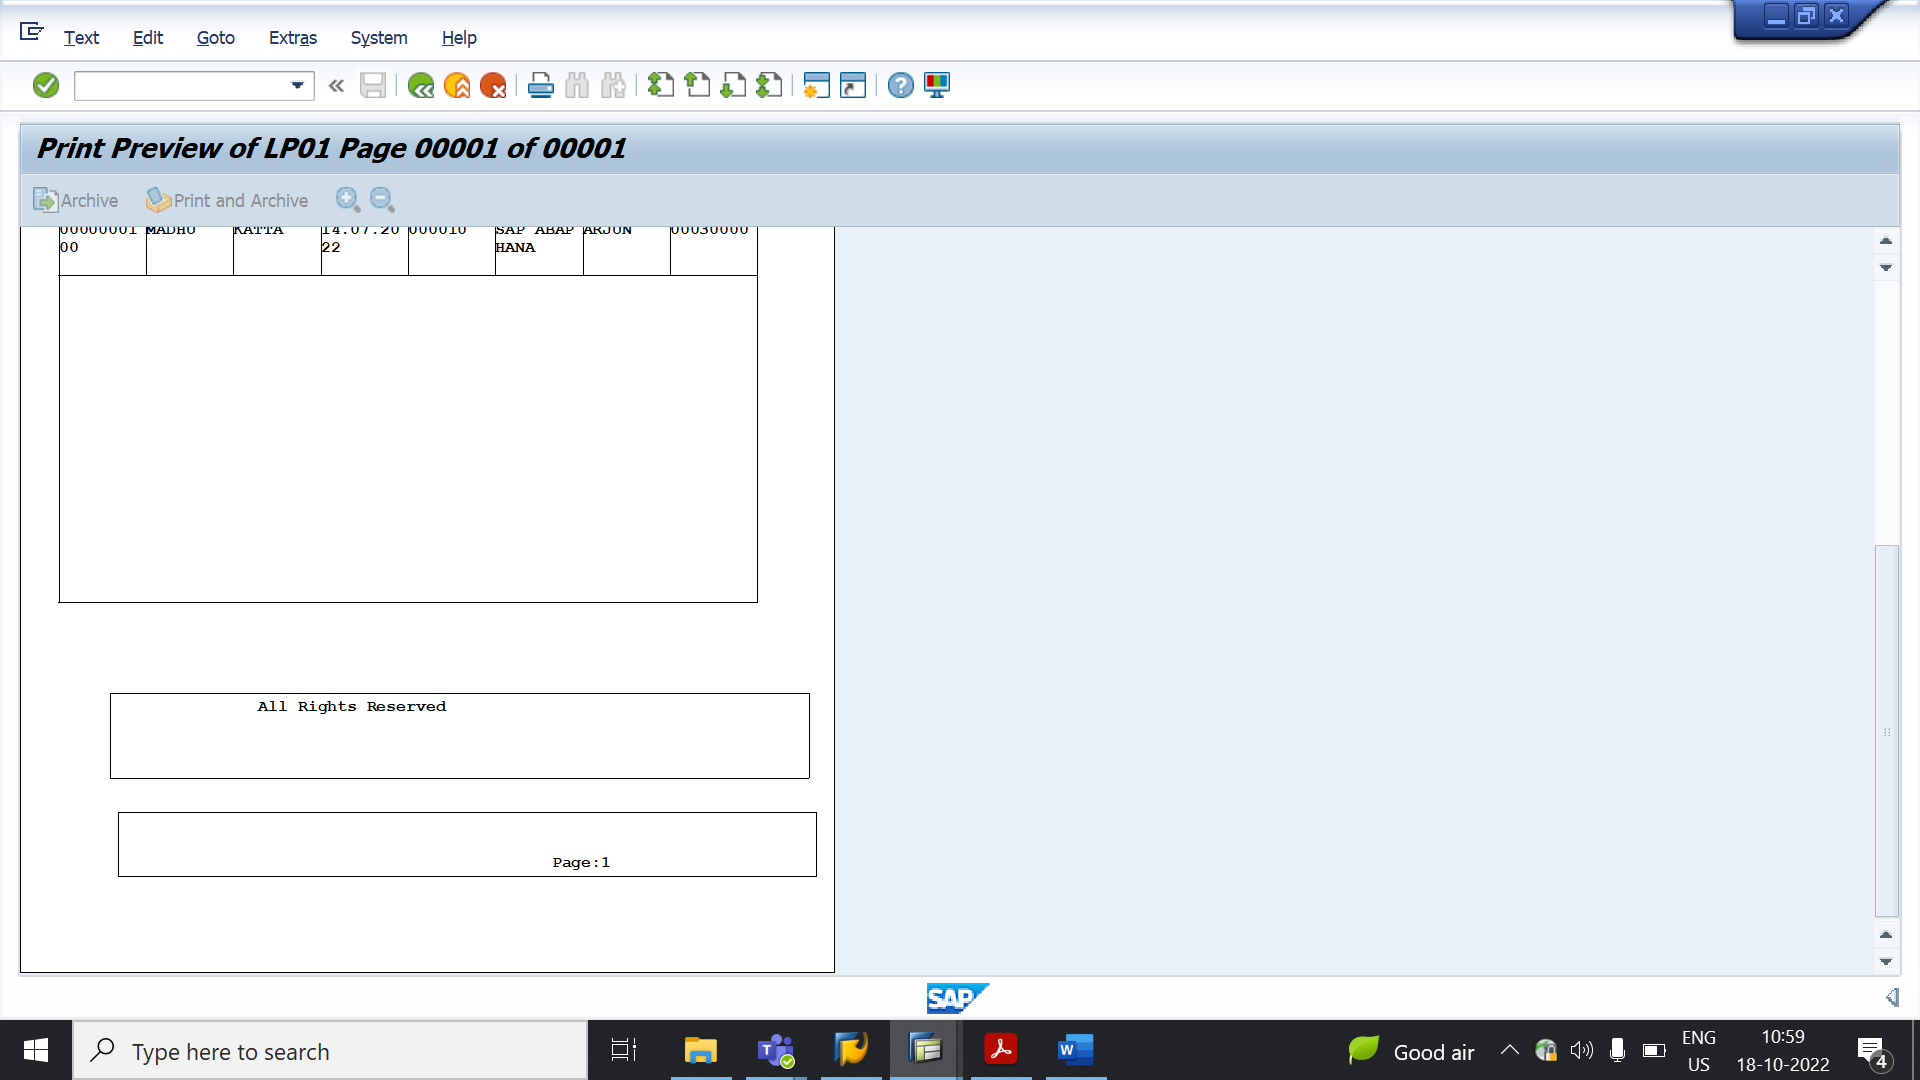 Text Edit Goto Extras System Help
Print Preview of LP01 Page 00001 of 00001
Archive Print and Archive
00000001 MADHU KATTA 14.07.20 000010 SAP ABAP ARJUN 00030000
00 22 HANA
All Rights Reserved
Page:1
SAP
Type here to search
Good air
ENG
US
10:59
18-10-2022
4